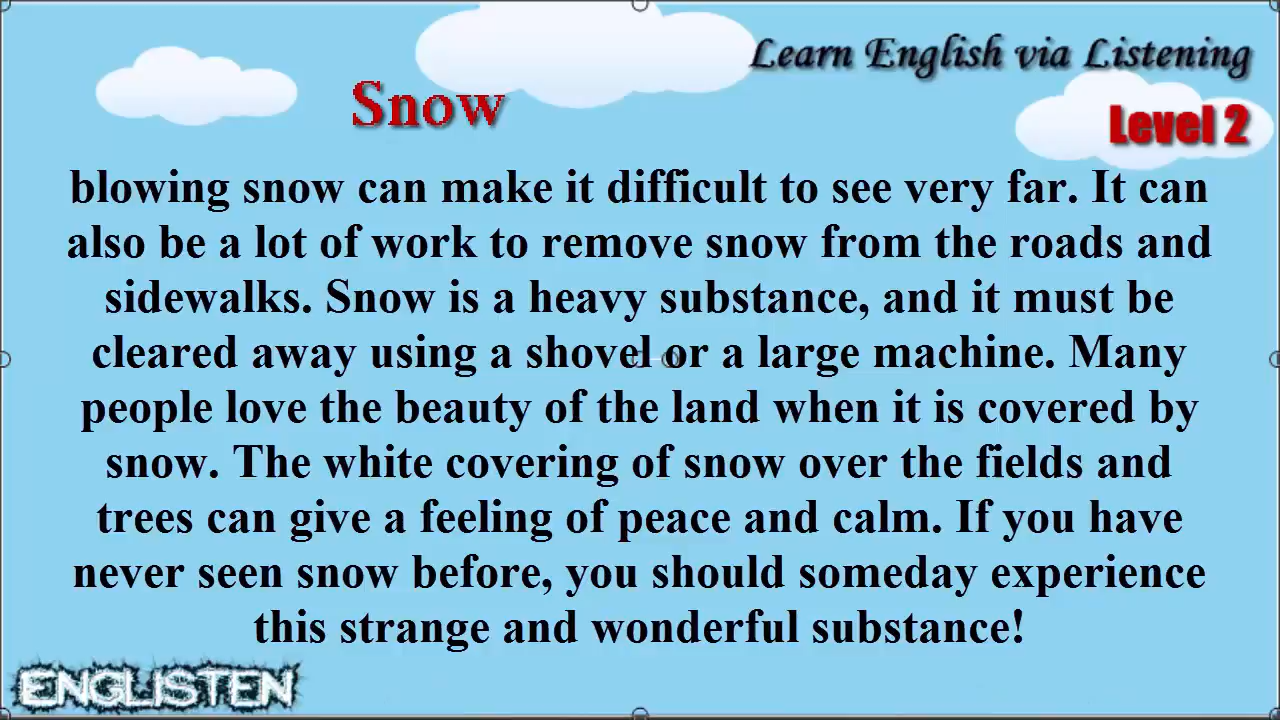 Learn English via Listening
Snow
Level 2
blowing snow can make it difficult to see very far. It can
also be a lot of work to remove snow from the roads and
sidewalks. Snow is a heavy substance, and it must be
cleared away using a shovel or a large machine. Many
people love the beauty of the land when it is covered by
snow. The white covering of snow over the fields and
trees can give a feeling of peace and calm. If you have
never seen snow before, you should someday experience
this strange and wonderful substance!
ENGLISTEN